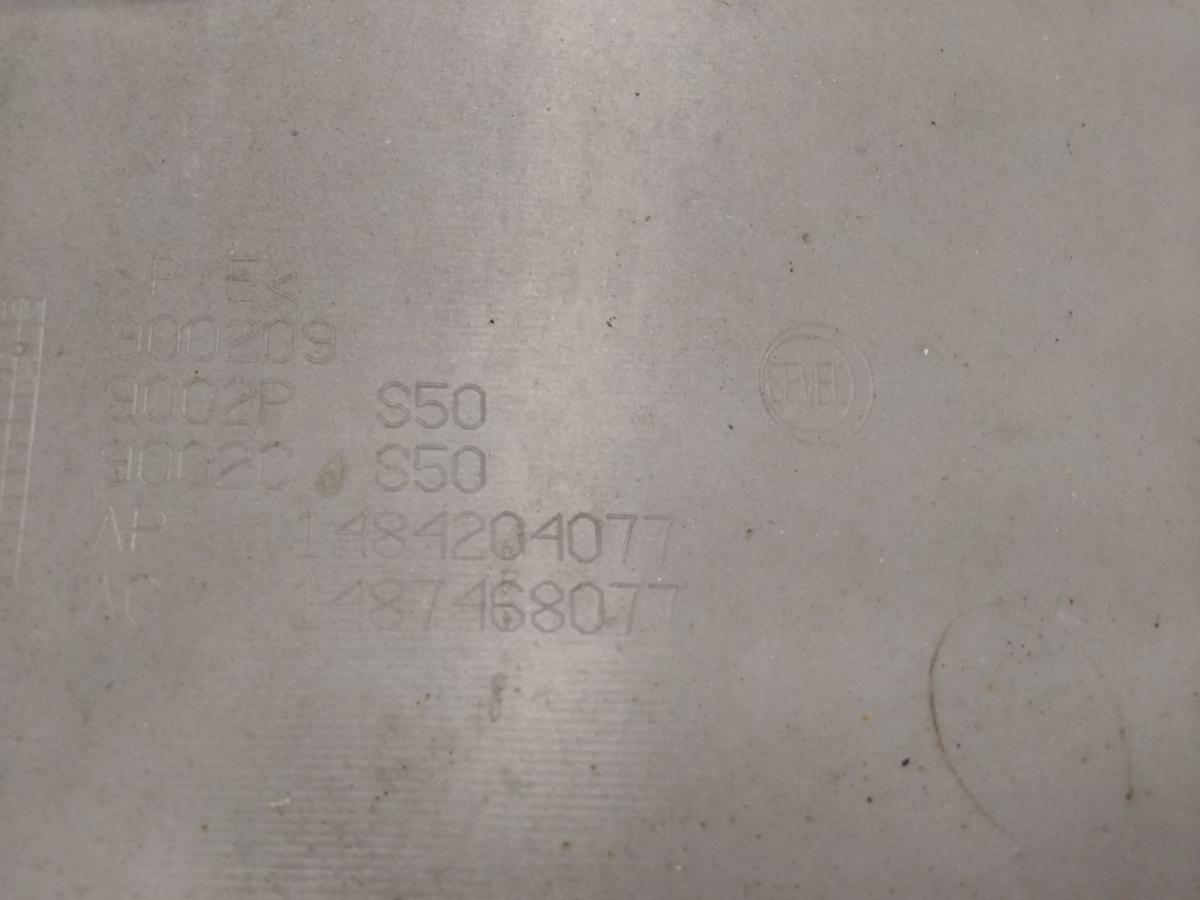 >P/E<
900209
9002P S50
9002C S50
AP 1484204077
AC 1487468077
SEVEL